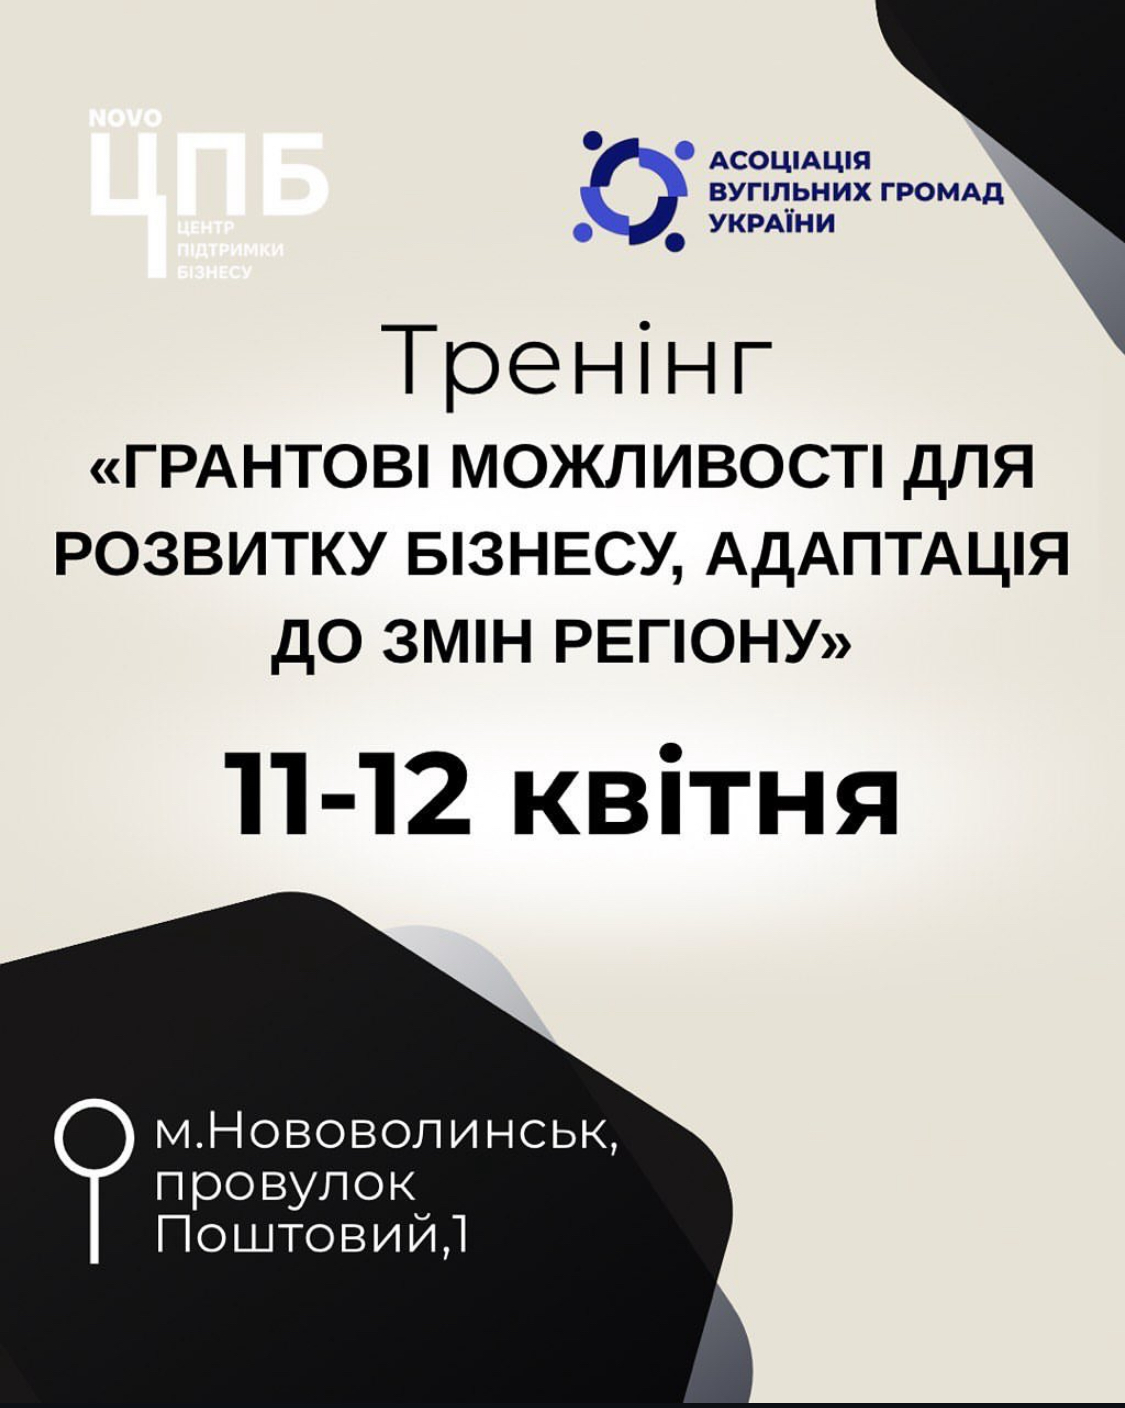 NOVO
ЦПБ
ЦЕНТР
ПІДТРИМКИ
БІЗНЕСУ
АСОЦІАЦІЯ
ВУГІЛЬНИХ ГРОМАД
УКРАЇНИ
Тренінг
«ГРАНТОВІ МОЖЛИВОСТІ ДЛЯ
РОЗВИТКУ БІЗНЕСУ, АДАПТАЦІЯ
ДО ЗМІН РЕГІОНУ»
11-12 квітня
м.Нововолинськ,
провулок
Поштовий,1